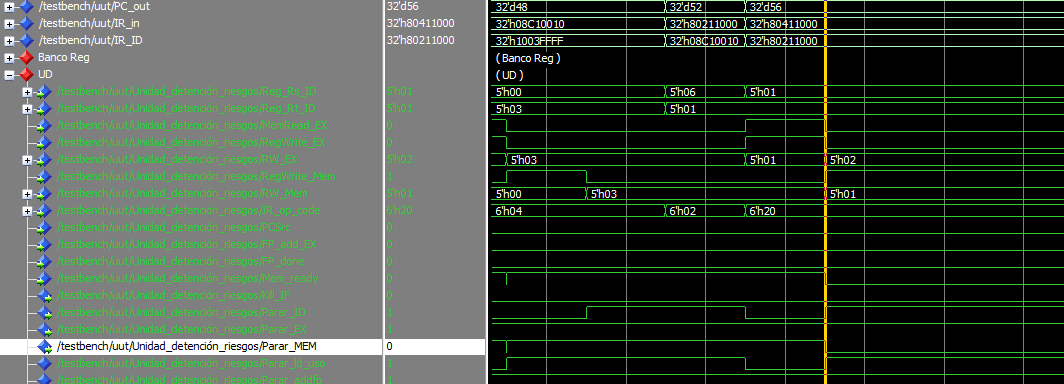 /testbench/uut/PC_out 32'd56 32'd48 32'd52 32'd56
/testbench/uut/IR_in 32'h80411000 32'h08C10010 32'h80211000 32'h80411000
/testbench/uut/IR_ID 32'h80211000 32'h1003FFFF 32'h08C10010 32'h80211000
Banco Reg ( Banco Reg )
UD ( UD )
/testbench/uut/Unidad_detención_riesgos/Reg_Rs_ID 5'h01 5'h00 5'h06 5'h01
/testbench/uut/Unidad_detención_riesgos/Reg_Rt_ID 5'h01 5'h03 5'h01
/testbench/uut/Unidad_detención_riesgos/MemRead_EX 0
/testbench/uut/Unidad_detención_riesgos/RegWrite_EX 0
/testbench/uut/Unidad_detención_riesgos/RW_EX 5'h02 5'h03 5'h01 5'h02
/testbench/uut/Unidad_detención_riesgos/RegWrite_Mem 1
/testbench/uut/Unidad_detención_riesgos/RW_Mem 5'h01 5'h00 5'h03 5'h01
/testbench/uut/Unidad_detención_riesgos/IR_op_code 6'h20 6'h04 6'h02 6'h20
/testbench/uut/Unidad_detención_riesgos/PCSrc 0
/testbench/uut/Unidad_detención_riesgos/FP_add_EX 0
/testbench/uut/Unidad_detención_riesgos/FP_done 0
/testbench/uut/Unidad_detención_riesgos/Mem_ready 0
/testbench/uut/Unidad_detención_riesgos/Kill_IF 0
/testbench/uut/Unidad_detención_riesgos/Parar_ID 1
/testbench/uut/Unidad_detención_riesgos/Parar_EX 1
/testbench/uut/Unidad_detención_riesgos/Parar_MEM 0
/testbench/uut/Unidad_detención_riesgos/Parar_ld_uso 1
/testbench/uut/Unidad_detención_riesgos/ 1